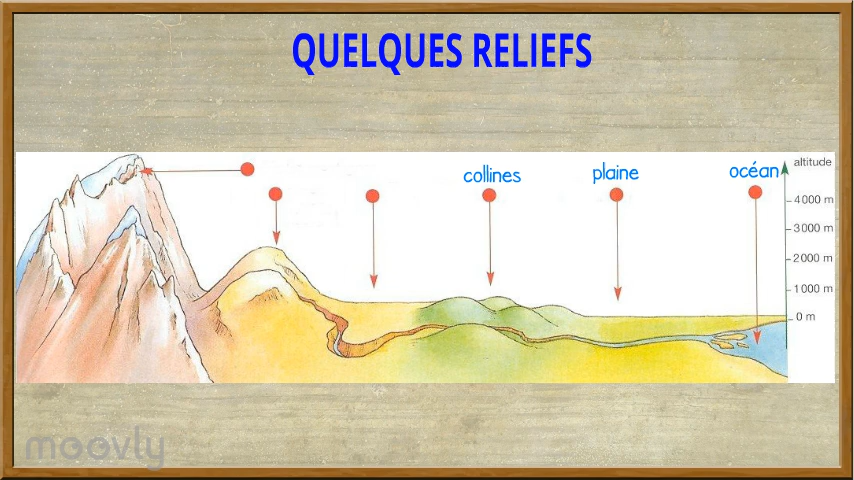 QUELQUES RELIEFS
collines
plaine
océan
altitude
4000 m
3000 m
2000 m
1000 m
0 m
moovly